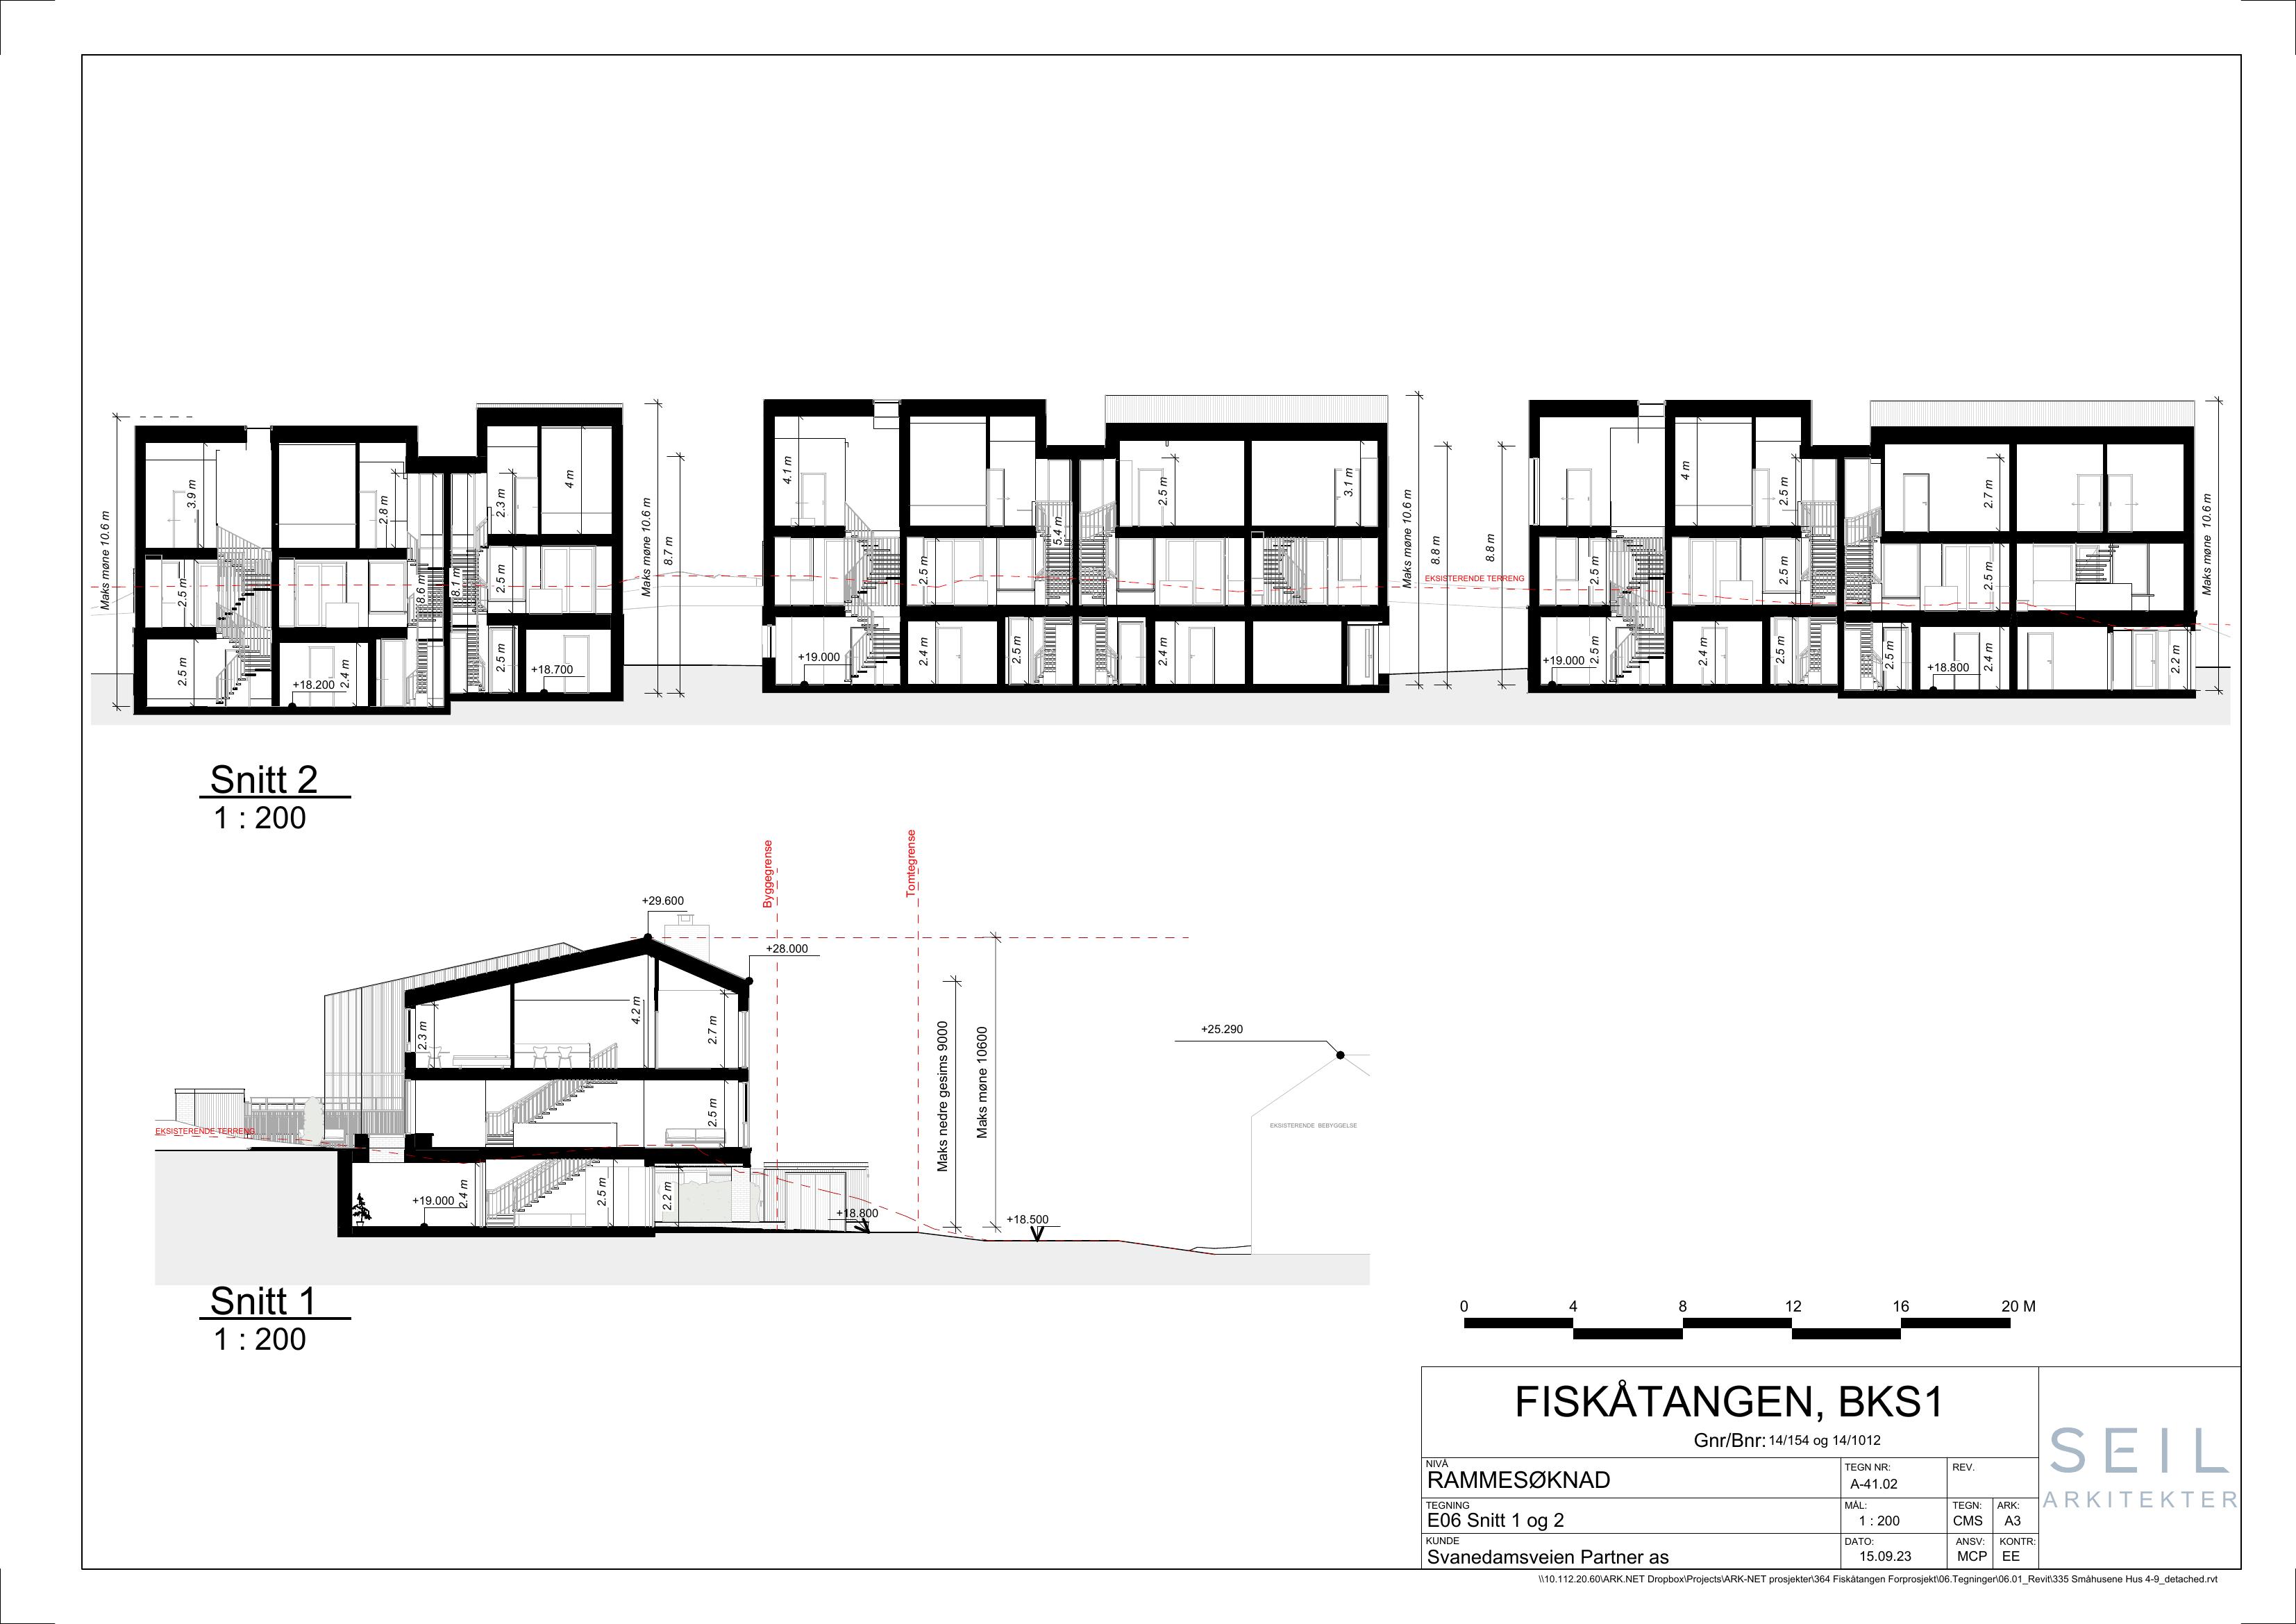 Maks møne 10.6 m
3.9 m
2.8 m
2.3 m
4 m
Maks møne 10.6 m
8.7 m
4.1 m
5.4 m
2.5 m
3.1 m
Maks møne 10.6 m
8.8 m
8.8 m
4 m
2.5 m
2.7 m
Maks møne 10.6 m
2.5 m
8.6 m
8.1 m
2.5 m
2.5 m
EKSISTERENDE TERRENG
2.5 m
2.5 m
2.5 m
2.5 m
+18.200
2.4 m
2.5 m
+18.700
+19.000
2.4 m
2.5 m
2.4 m
+19.000
2.5 m
2.4 m
2.5 m
2.5 m
+18.800
2.4 m
2.2 m
Snitt 2
1 : 200
Byggegrense
Tomtegrense
+29.600
+28.000
2.3 m
4.2 m
2.7 m
2.5 m
Maks nedre gesims 9000
Maks møne 10600
+25.290
EKSISTERENDE BEBYGGELSE
EKSISTERENDE TERRENG
+19.000
2.4 m
2.5 m
2.2 m
+18.800
+18.500
Snitt 1
1 : 200
0 4 8 12 16 20 M
FISKÅTANGEN, BKS1
Gnr/Bnr: 14/154 og 14/1012
NIVÅ
RAMMESØKNAD
TEGN NR:
A-41.02
REV.
TEGNING
E06 Snitt 1 og 2
MÅL:
1 : 200
TEGN:
CMS
ARK:
A3
KUNDE
Svanedamsveien Partner as
DATO:
15.09.23
ANSV:
MCP
KONTR:
EE
SEIL
ARKITEKTER
\\10.112.20.60\ARK.NET Dropbox\Projects\ARK-NET prosjekter\364 Fiskåtangen Forprosjekt\06.Tegninger\06.01_Revit\335 Småhusene Hus 4-9_detached.rvt